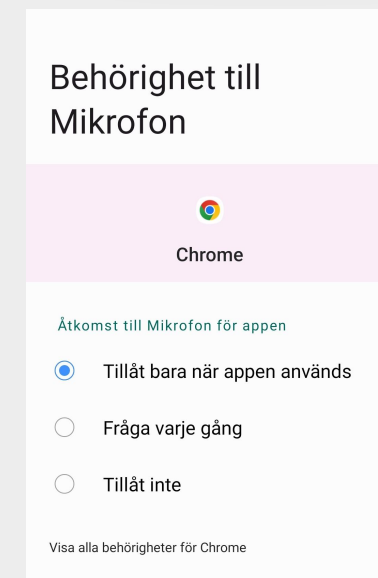 Behörighet till
Mikrofon
Chrome
Åtkomst till Mikrofon för appen
Tillåt bara när appen används
Fråga varje gång
Tillåt inte
Visa alla behörigheter för Chrome